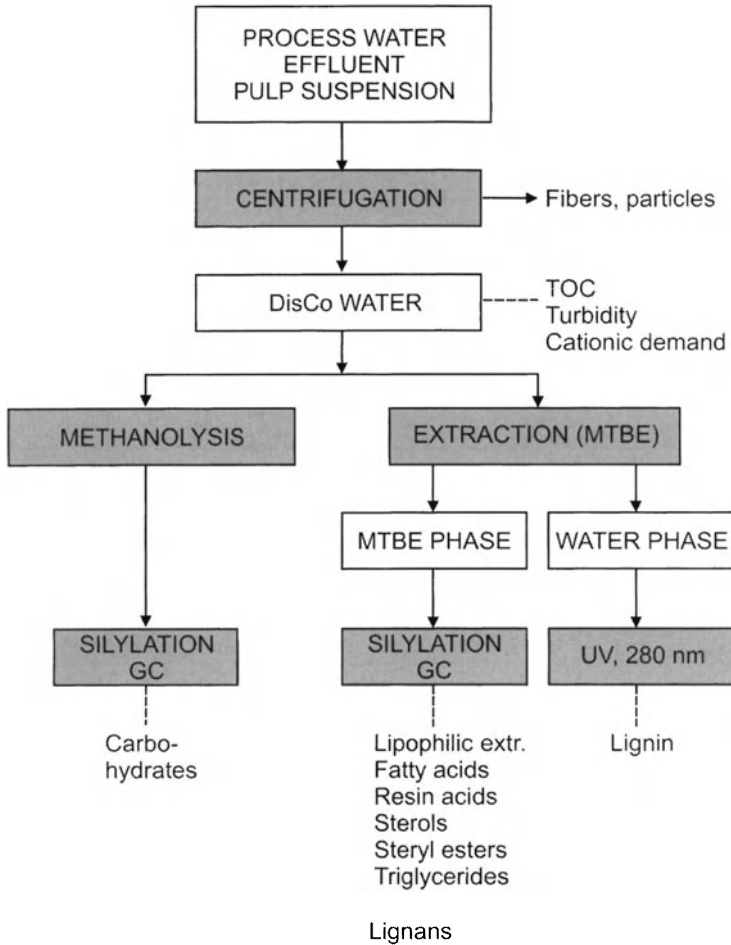 PROCESS WATER
EFFLUENT
PULP SUSPENSION
CENTRIFUGATION
Fibers, particles
DisCo WATER
TOC
Turbidity
Cationic demand
METHANOLYSIS
EXTRACTION (MTBE)
MTBE PHASE
WATER PHASE
SILYLATION
GC
SILYLATION
GC
UV, 280 nm
Carbo-
hydrates
Lipophilic extr.
Fatty acids
Resin acids
Sterols
Steryl esters
Triglycerides
Lignin
Lignans